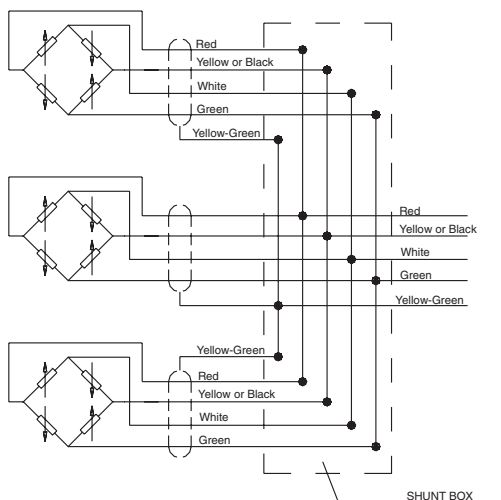 Red
Yellow or Black
White
Green
Yellow-Green
Red
Yellow or Black
White
Green
Yellow-Green
Yellow-Green
Red
Yellow or Black
White
Green
SHUNT BOX